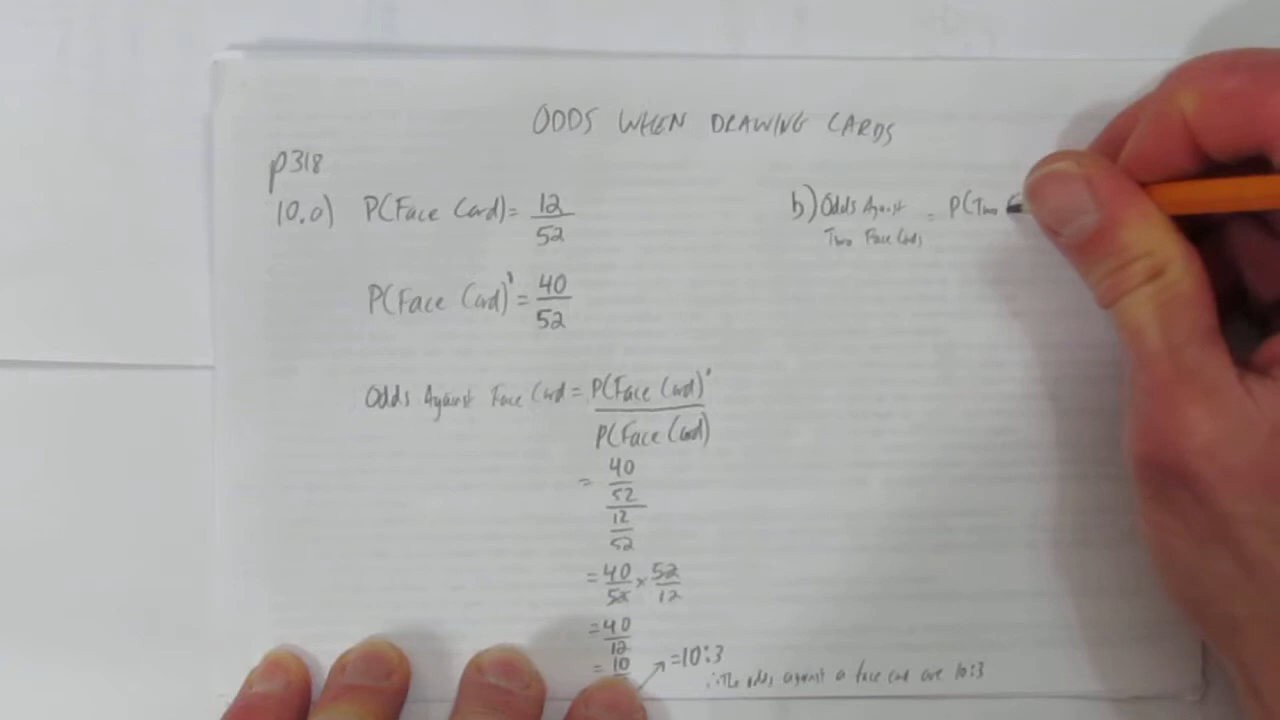 ODDS WHEN DRAWING CARDS
p318
10.a) P(Face Card) = 12/52
P(Face Card)' = 40/52
Odds Against Face Card = P(Face Card)' / P(Face Card)
= 40/52 / 12/52
= 40/52 × 52/12
= 40/12
= 10
= 10:3
∴ The odds against a face card are 10:3
b) Odds Against
Two Face Cards
= P(Two